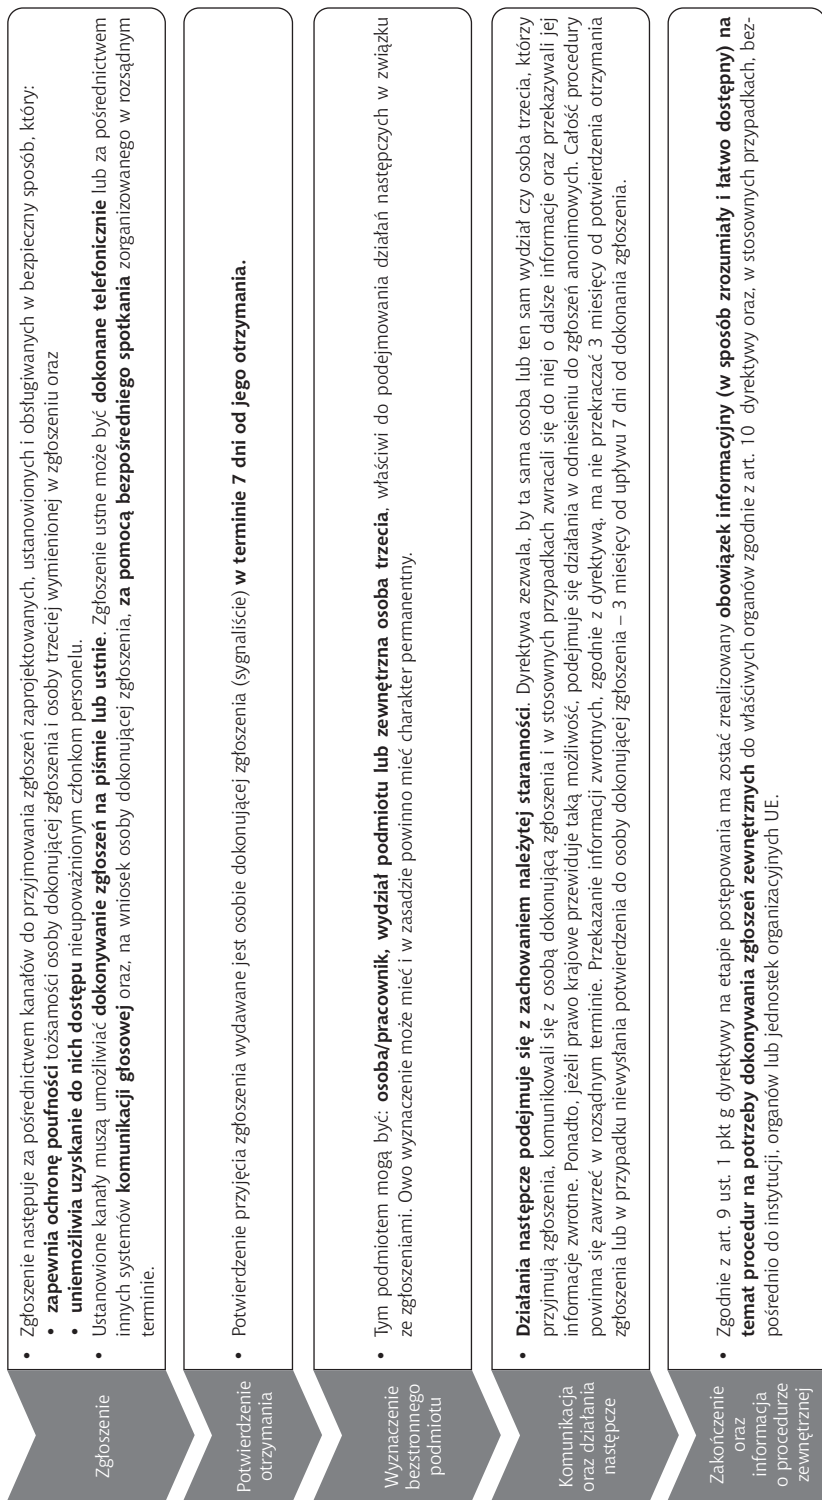 Zgłoszenie
• Zgłoszenie następuje za pośrednictwem kanałów do przyjmowania zgłoszeń zaprojektowanych, ustanowionych i obsługiwanych w bezpieczny sposób, który:
• zapewnia ochronę poufności tożsamości osoby dokonującej zgłoszenia i osoby trzeciej wymienionej w zgłoszeniu oraz
• uniemożliwia uzyskanie do nich dostępu nieupoważnionym członkom personelu.
• Ustanowione kanały muszą umożliwiać dokonywanie zgłoszeń na piśmie lub ustnie. Zgłoszenie ustne może być dokonane telefonicznie lub za pośrednictwem
innych systemów komunikacji głosowej oraz, na wniosek osoby dokonującej zgłoszenia, za pomocą bezpośredniego spotkania zorganizowanego w rozsądnym
terminie.
Potwierdzenie
otrzymania
• Potwierdzenie przyjęcia zgłoszenia wydawane jest osobie dokonującej zgłoszenia (sygnaliście) w terminie 7 dni od jego otrzymania.
Wyznaczenie
bezstronnego
podmiotu
• Tym podmiotem mogą być: osoba/pracownik, wydział podmiotu lub zewnętrzna osoba trzecia, właściwi do podejmowania działań następczych w związku
ze zgłoszeniami. Owo wyznaczenie może mieć i w zasadzie powinno mieć charakter permanentny.
Komunikacja
oraz działania
następcze
• Działania następcze podejmuje się z zachowaniem należytej staranności. Dyrektywa zezwala, by ta sama osoba lub ten sam wydział czy osoba trzecia, którzy
przyjmują zgłoszenia, komunikowali się z osobą dokonującą zgłoszenia i w stosownych przypadkach zwracali się do niej o dalsze informacje oraz przekazywali jej
informacje zwrotne. Ponadto, jeżeli prawo krajowe przewiduje taką możliwość, podejmuje się działania w odniesieniu do zgłoszeń anonimowych. Całość procedury
powinna się zawrzeć w rozsądnym terminie. Przekazanie informacji zwrotnych, zgodnie z dyrektywą, ma nie przekraczać 3 miesięcy od potwierdzenia otrzymania
zgłoszenia lub w przypadku niewysłania potwierdzenia do osoby dokonującej zgłoszenia – 3 miesięcy od upływu 7 dni od dokonania zgłoszenia.
Zakończenie
oraz
informacja
o procedurze
zewnętrznej
• Zgodnie z art. 9 ust. 1 pkt g dyrektywy na etapie postępowania ma zostać zrealizowany obowiązek informacyjny (w sposób zrozumiały i łatwo dostępny) na
temat procedur na potrzeby dokonywania zgłoszeń zewnętrznych do właściwych organów zgodnie z art. 10 dyrektywy oraz, w stosownych przypadkach, bez-
pośrednio do instytucji, organów lub jednostek organizacyjnych UE.